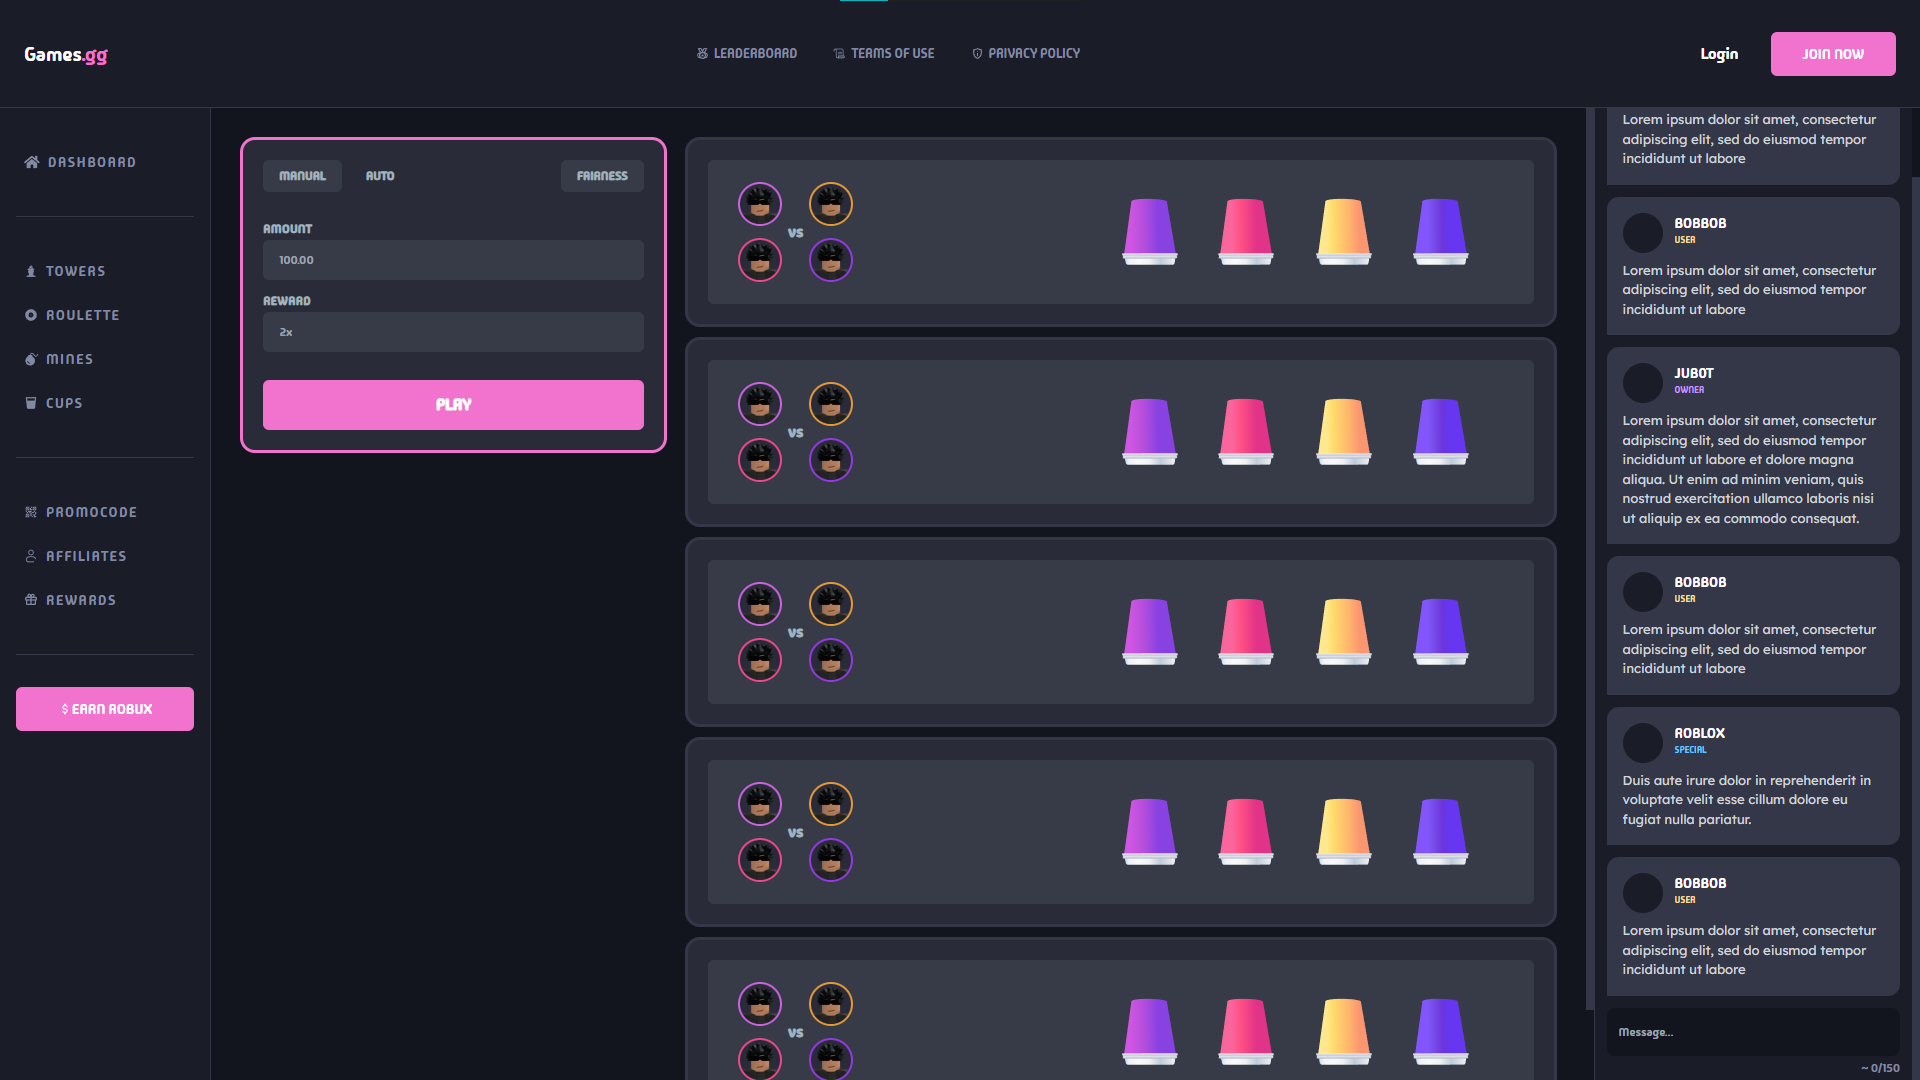 Games.gg
LEADERBOARD
TERMS OF USE
PRIVACY POLICY
Login
JOIN NOW
DASHBOARD
TOWERS
ROULETTE
MINES
CUPS
PROMOCODE
AFFILIATES
REWARDS
$ EARN ROBUX
MANUAL
AUTO
FAIRNESS
AMOUNT
100.00
REWARD
2x
PLAY
VS
VS
VS
VS
VS
Lorem ipsum dolor sit amet, consectetur
adipiscing elit, sed do eiusmod tempor
incididunt ut labore
BOBBOB
USER
Lorem ipsum dolor sit amet, consectetur
adipiscing elit, sed do eiusmod tempor
incididunt ut labore
JUBOT
OWNER
Lorem ipsum dolor sit amet, consectetur
adipiscing elit, sed do eiusmod tempor
incididunt ut labore et dolore magna
aliqua. Ut enim ad minim veniam, quis
nostrud exercitation ullamco laboris nisi
ut aliquip ex ea commodo consequat.
BOBBOB
USER
Lorem ipsum dolor sit amet, consectetur
adipiscing elit, sed do eiusmod tempor
incididunt ut labore
ROBLOX
SPECIAL
Duis aute irure dolor in reprehenderit in
voluptate velit esse cillum dolore eu
fugiat nulla pariatur.
BOBBOB
USER
Lorem ipsum dolor sit amet, consectetur
adipiscing elit, sed do eiusmod tempor
incididunt ut labore
Message...
~ 0/150